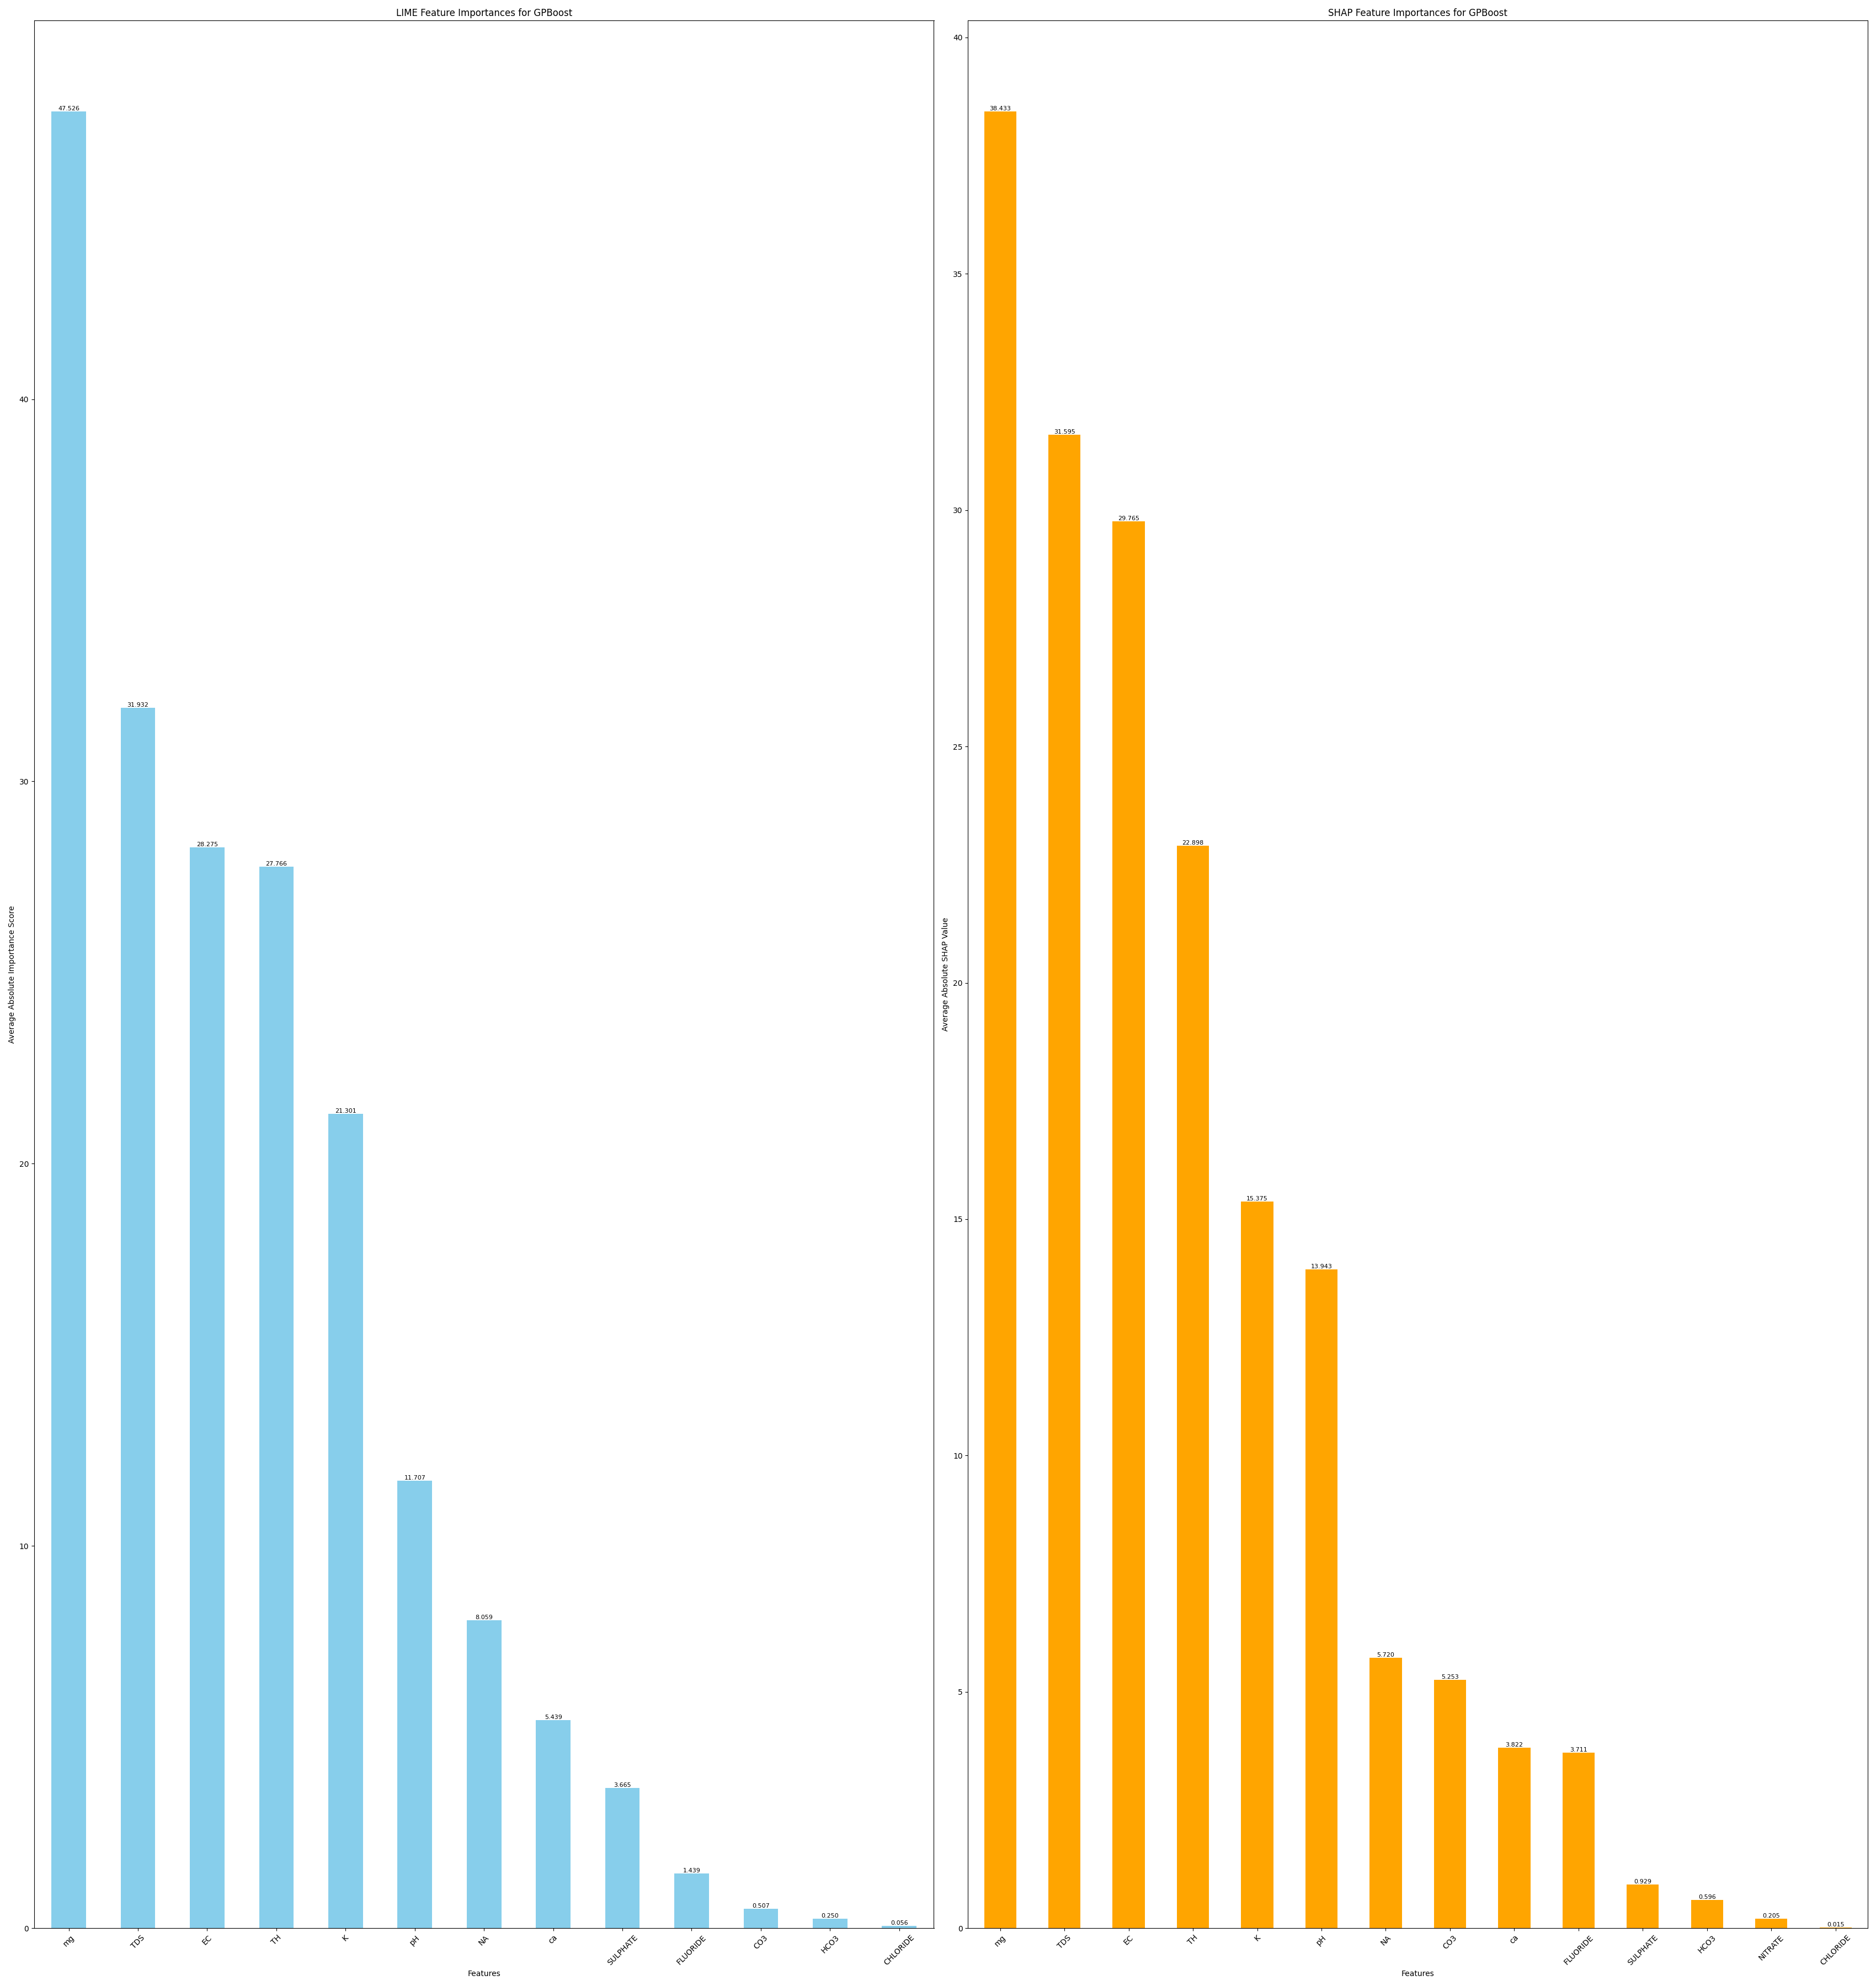 LIME Feature Importances for GPBoost
Average Absolute Importance Score
40
30
20
10
0
47.526
31.932
28.275
27.766
21.301
11.707
8.059
5.439
3.665
1.439
0.507
0.250
0.056
mg
TDS
EC
TH
K
pH
NA
ca
SULPHATE
FLUORIDE
CO3
HCO3
CHLORIDE
Features
SHAP Feature Importances for GPBoost
Average Absolute SHAP Value
40
35
30
25
20
15
10
5
0
38.433
31.595
29.765
22.898
15.375
13.943
5.720
5.253
3.822
3.711
0.929
0.596
0.205
0.015
mg
TDS
EC
TH
K
pH
NA
CO3
ca
FLUORIDE
SULPHATE
HCO3
NITRATE
CHLORIDE
Features